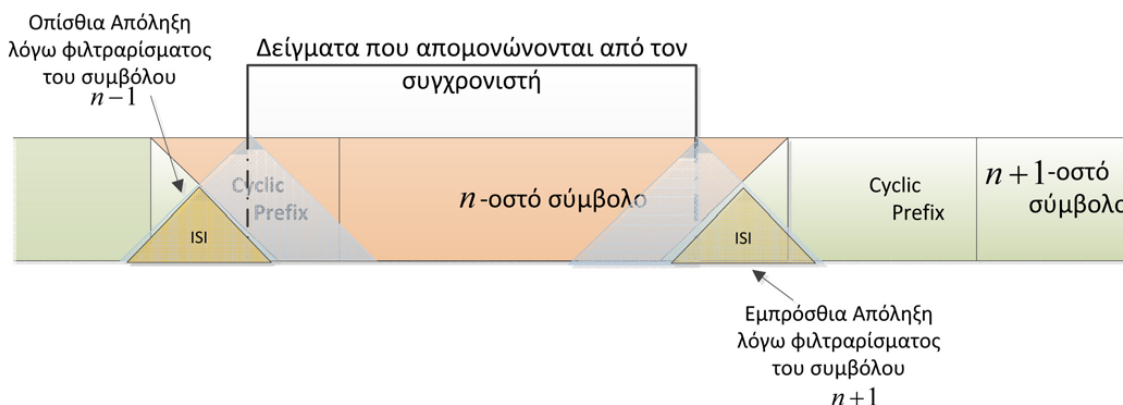 Οπίσθια Απόληξη
λόγω φιλτραρίσματος
του συμβόλου
n−1
Δείγματα που απομονώνονται από τον
συγχρονιστή
Cyclic
Prefix
ISI
n-οστό σύμβολο
ISI
Cyclic
Prefix
n+1-οστό
σύμβολο
Εμπρόσθια Απόληξη
λόγω φιλτραρίσματος
του συμβόλου
n+1